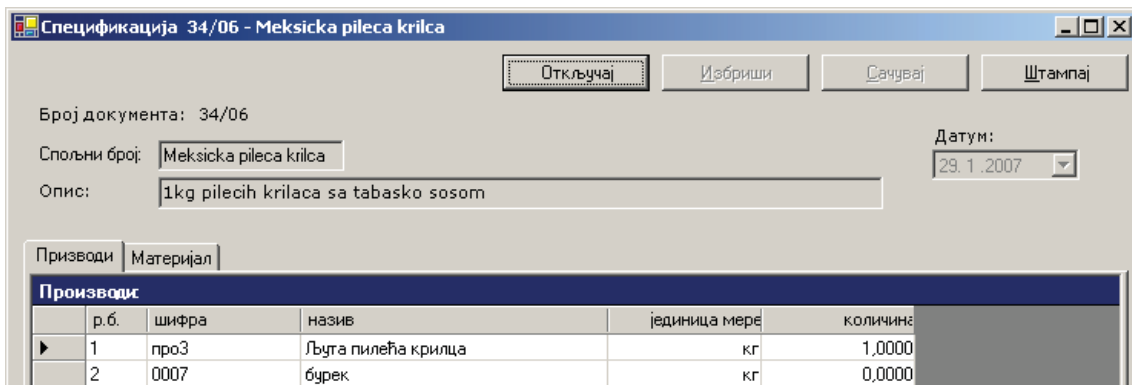 Спецификација 34/06 - Meksicka pileca krilca
Откључај Избриши Сачувај Штампај
Број документа: 34/06
Датум:
Спољни број: Meksicka pileca krilca
29. 1 .2007
Опис: 1kg pilecih krilaca sa tabasko sosom
Призводи Материјал
Производи:
р.б. шифра назив јединица мере количина
1 про3 Љута пилећа крилца кг 1,0000
2 0007 бурек кг 0,0000